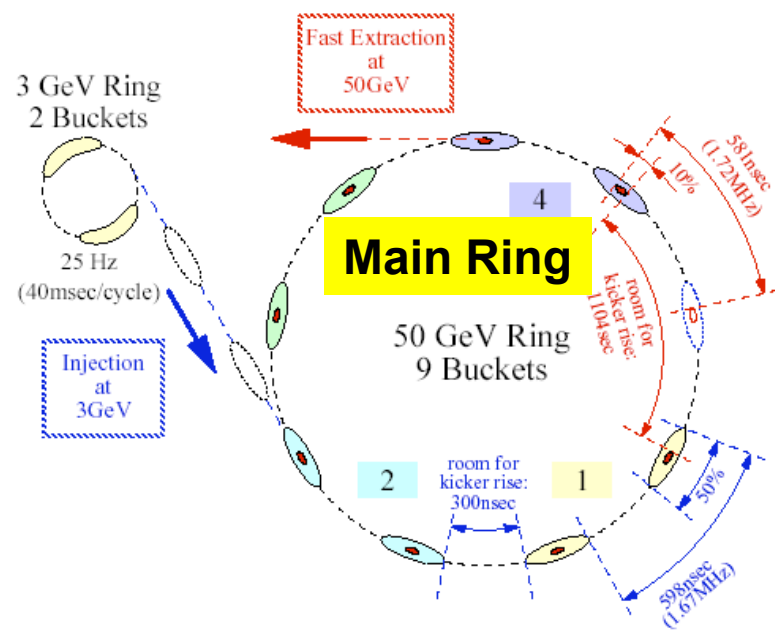 Fast Extraction
at
50GeV
3 GeV Ring
2 Buckets
581nsec
(1.72MHz)
10%
4
Main Ring
25 Hz
(40msec/cycle)
room for
kicker rise:
1104sec
50 GeV Ring
9 Buckets
Injection
at
3GeV
2
room for
kicker rise:
300nsec
1
50%
598nsec
(1.67MHz)